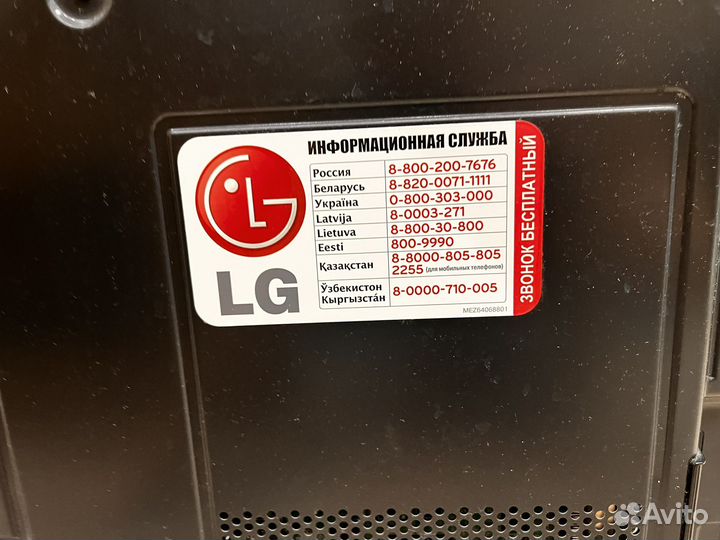 ИНФОРМАЦИОННАЯ СЛУЖБА
Россия 8-800-200-7676
Беларусь 8-820-0071-1111
Україна 0-800-303-000
Latvija 8-0003-271
Lietuva 8-800-30-800
Eesti 800-9990
Қазақстан 8-8000-805-805
2255 (для мобильных телефонов)
Ўзбекистон
Кыргызстáн 8-0000-710-005
LG
LG
ЗВОНОК БЕСПЛАТНЫЙ
MEZ64068801
Avito